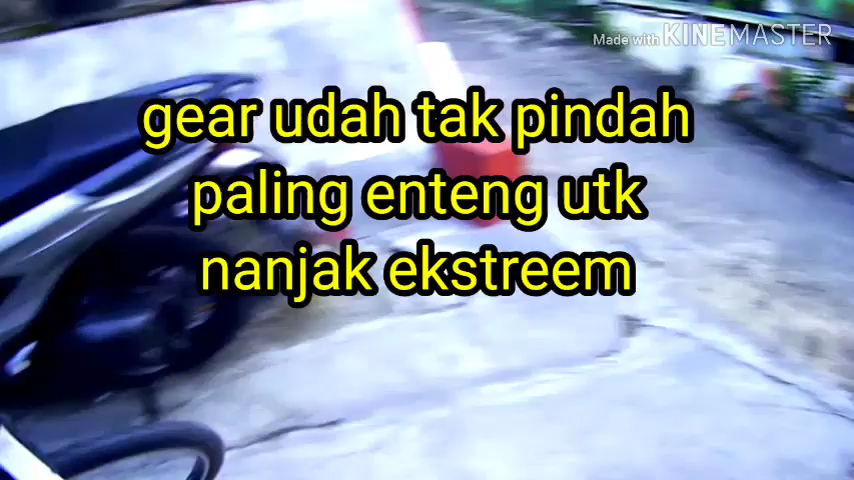 Made with KINEMASTER
gear udah tak pindah
paling enteng utk
nanjak ekstreem